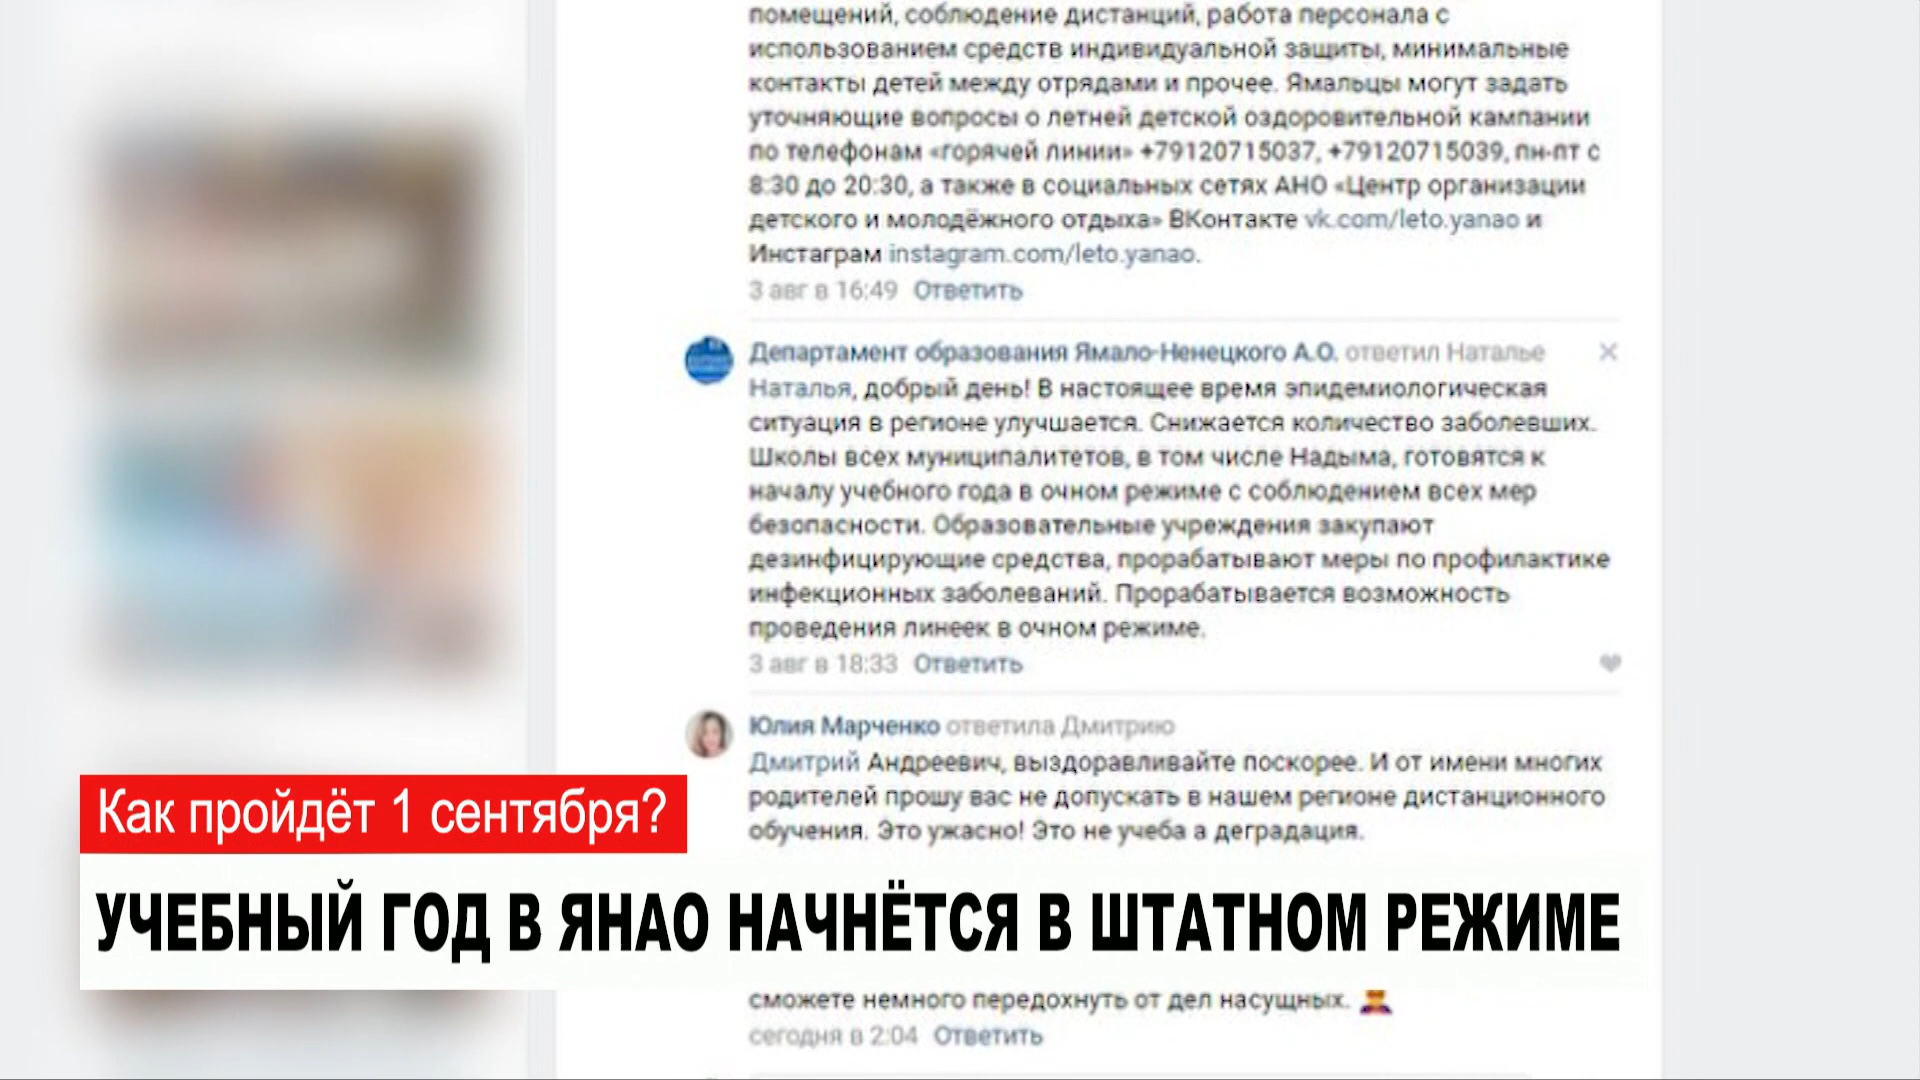 помещений, соблюдение дистанций, работа персонала с
использованием средств индивидуальной защиты, минимальные
контакты детей между отрядами и прочее. Ямальцы могут задать
уточняющие вопросы о летней детской оздоровительной кампании
по телефонам «горячей линии» +79120715037, +79120715039, пн-пт с
8:30 до 20:30, а также в социальных сетях АНО «Центр организации
детского и молодёжного отдыха» ВКонтакте vk.com/leto.yanao и
Инстаграм instagram.com/leto.yanao.
3 авг в 16:49 Ответить
Департамент образования Ямало-Ненецкого А.О. ответил Наталье
Наталья, добрый день! В настоящее время эпидемиологическая
ситуация в регионе улучшается. Снижается количество заболевших.
Школы всех муниципалитетов, в том числе Надыма, готовятся к
началу учебного года в очном режиме с соблюдением всех мер
безопасности. Образовательные учреждения закупают
дезинфицирующие средства, прорабатывают меры по профилактике
инфекционных заболеваний. Прорабатывается возможность
проведения линеек в очном режиме.
3 авг в 18:33 Ответить
Юлия Марченко ответила Дмитрию
Дмитрий Андреевич, выздоравливайте поскорее. И от имени многих
родителей прошу вас не допускать в нашем регионе дистанционного
обучения. Это ужасно! Это не учеба а деградация.
Как пройдёт 1 сентября?
УЧЕБНЫЙ ГОД В ЯНАО НАЧНЁТСЯ В ШТАТНОМ РЕЖИМЕ
сможете немного передохнуть от дел насущных.
сегодня в 2:04 Ответить